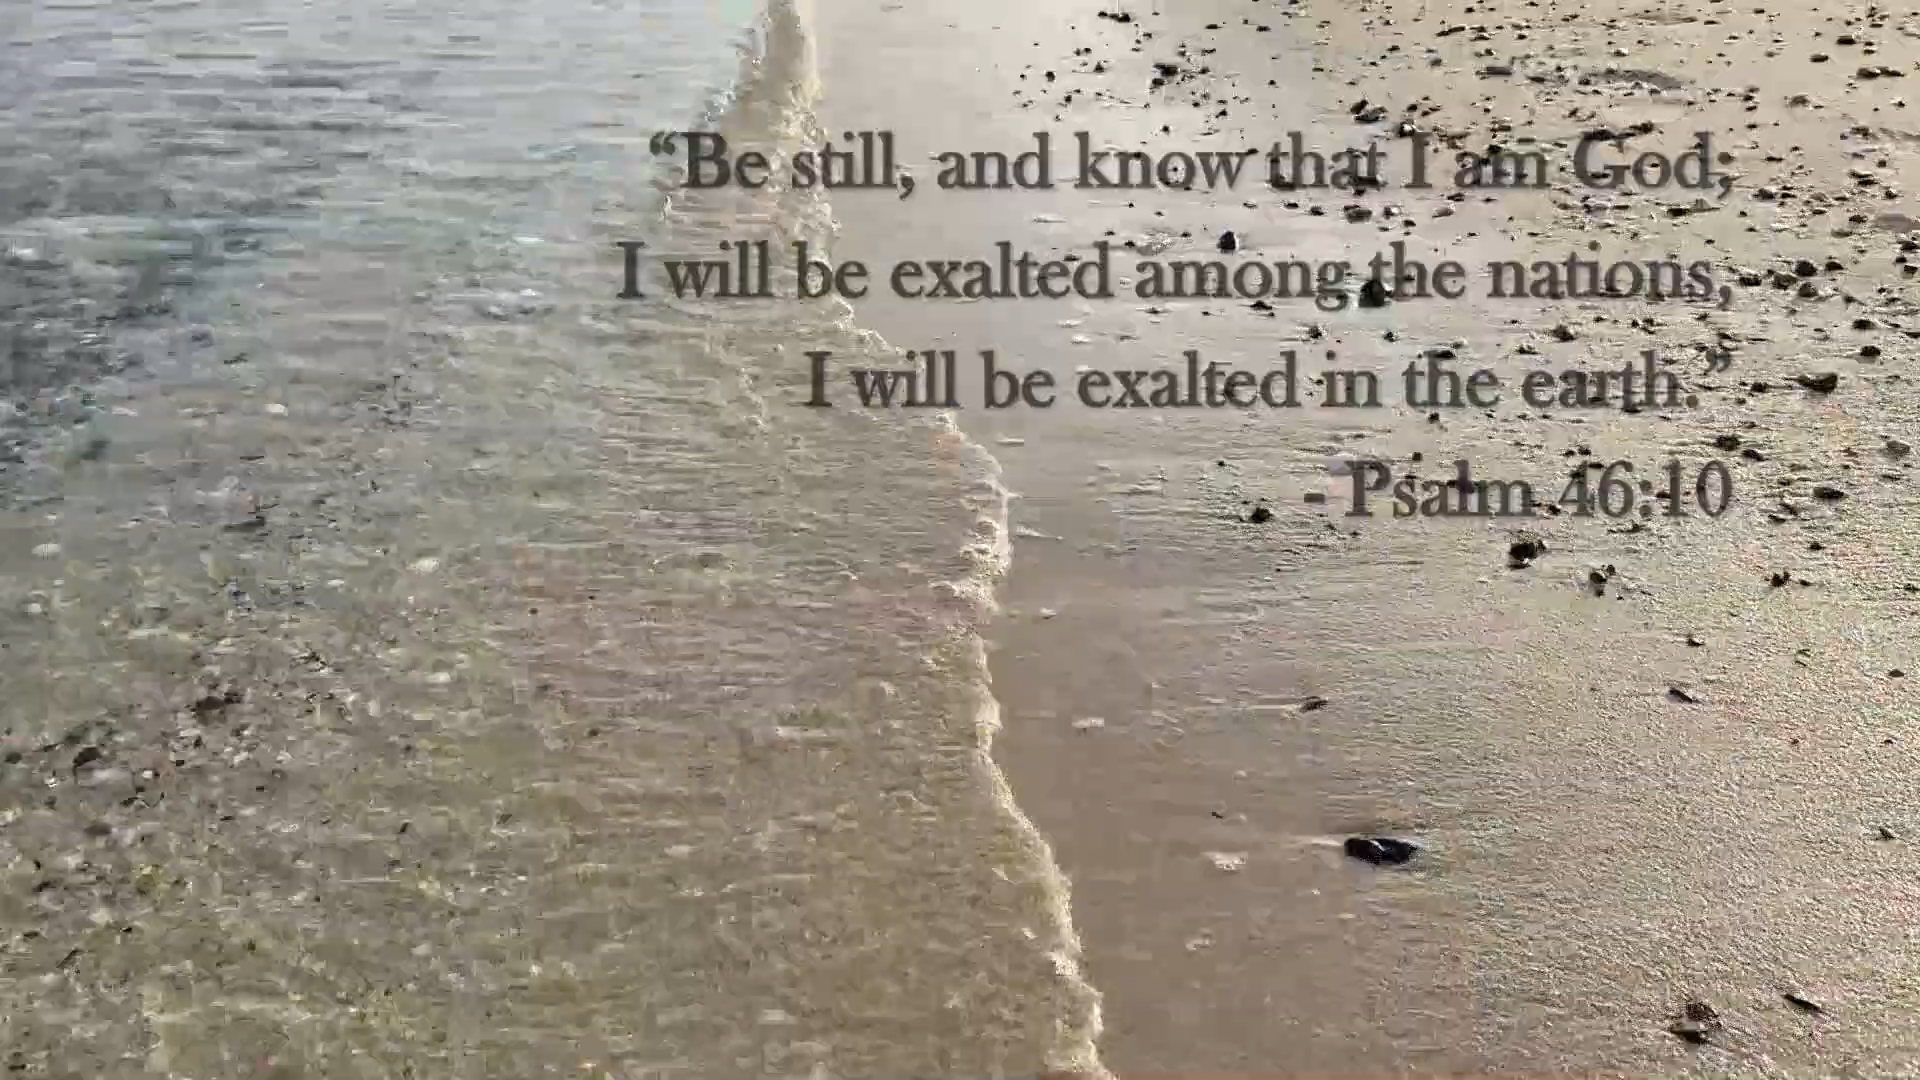 “Be still, and know that I am God;
I will be exalted among the nations,
I will be exalted in the earth.”
- Psalm 46:10